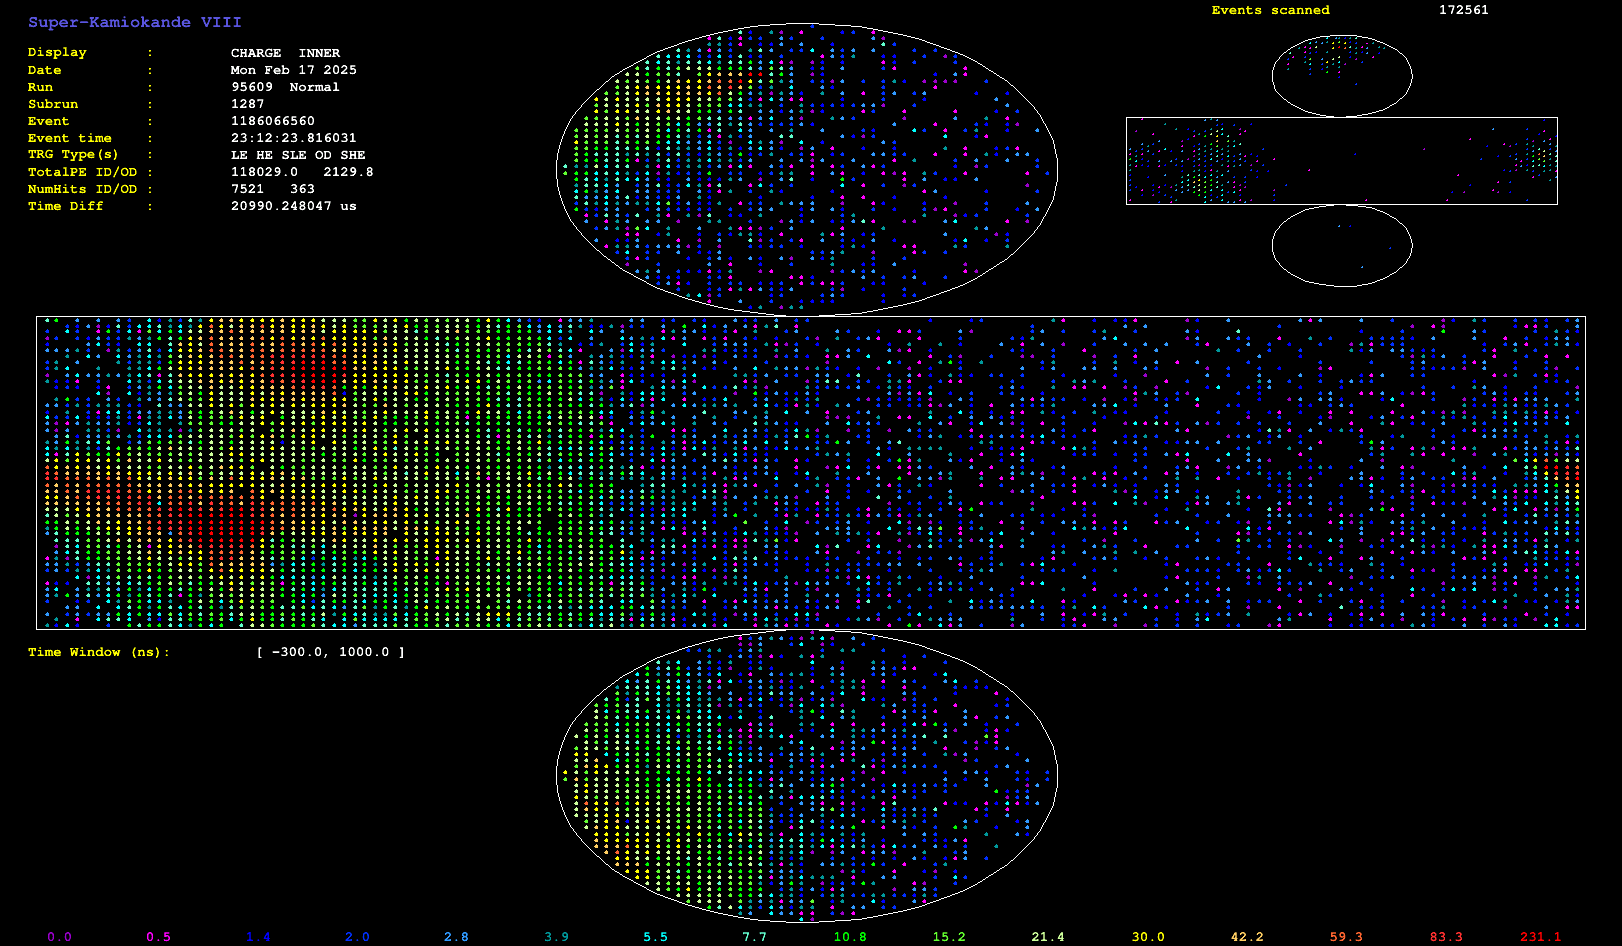 Super-Kamiokande VIII
Events scanned 172561
Display : CHARGE INNER
Date : Mon Feb 17 2025
Run : 95609 Normal
Subrun : 1287
Event : 1186066560
Event time : 23:12:23.816031
TRG Type(s) : LE HE SLE OD SHE
TotalPE ID/OD : 118029.0 2129.8
NumHits ID/OD : 7521 363
Time Diff : 20990.248047 us
Time Window (ns): [ -300.0, 1000.0 ]
0.0 0.5 1.4 2.0 2.8 3.9 5.5 7.7 10.8 15.2 21.4 30.0 42.2 59.3 83.3 231.1